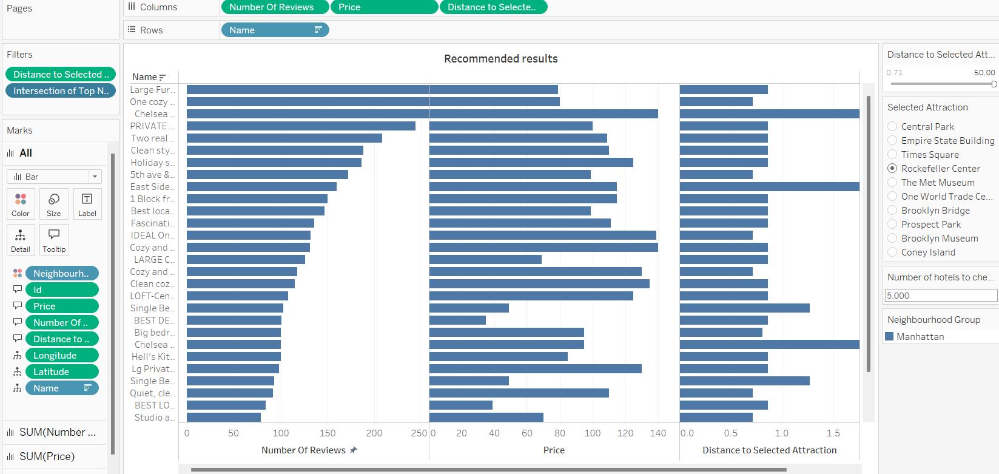 Pages
Columns
Number Of Reviews
Price
Distance to Selecte..
Rows
Name
Filters
Distance to Selected ..
Intersection of Top N..
Marks
All
Bar
Color
Size
Label
Detail
Tooltip
Neighbourh..
Id
Price
Number Of ..
Distance to ..
Longitude
Latitude
Name
SUM(Number ...
SUM(Price)
Recommended results
Name
Large Fur..
One cozy ..
Chelsea ..
PRIVATE...
Two real ..
Clean sty..
Holiday s..
5th ave &..
East Side..
1 Block fr..
Best loca..
Fascinati..
IDEAL On..
Cozy and ..
LARGE C..
Cozy and ..
Clean coz..
LOFT-Cen..
Single Be..
BEST DE..
Big bedr..
Chelsea ..
Hell's Kit..
Lg Privat..
Single Be..
Quiet, cle..
BEST LO..
Studio a..
0 50 100 150 200 250
Number Of Reviews
0 20 40 60 80 100 120 140
Price
0.0 0.5 1.0 1.5
Distance to Selected Attraction
Distance to Selected Att...
0.71 50.00
Selected Attraction
Central Park
Empire State Building
Times Square
Rockefeller Center
The Met Museum
One World Trade Ce...
Brooklyn Bridge
Prospect Park
Brooklyn Museum
Coney Island
Number of hotels to che...
5,000
Neighbourhood Group
Manhattan